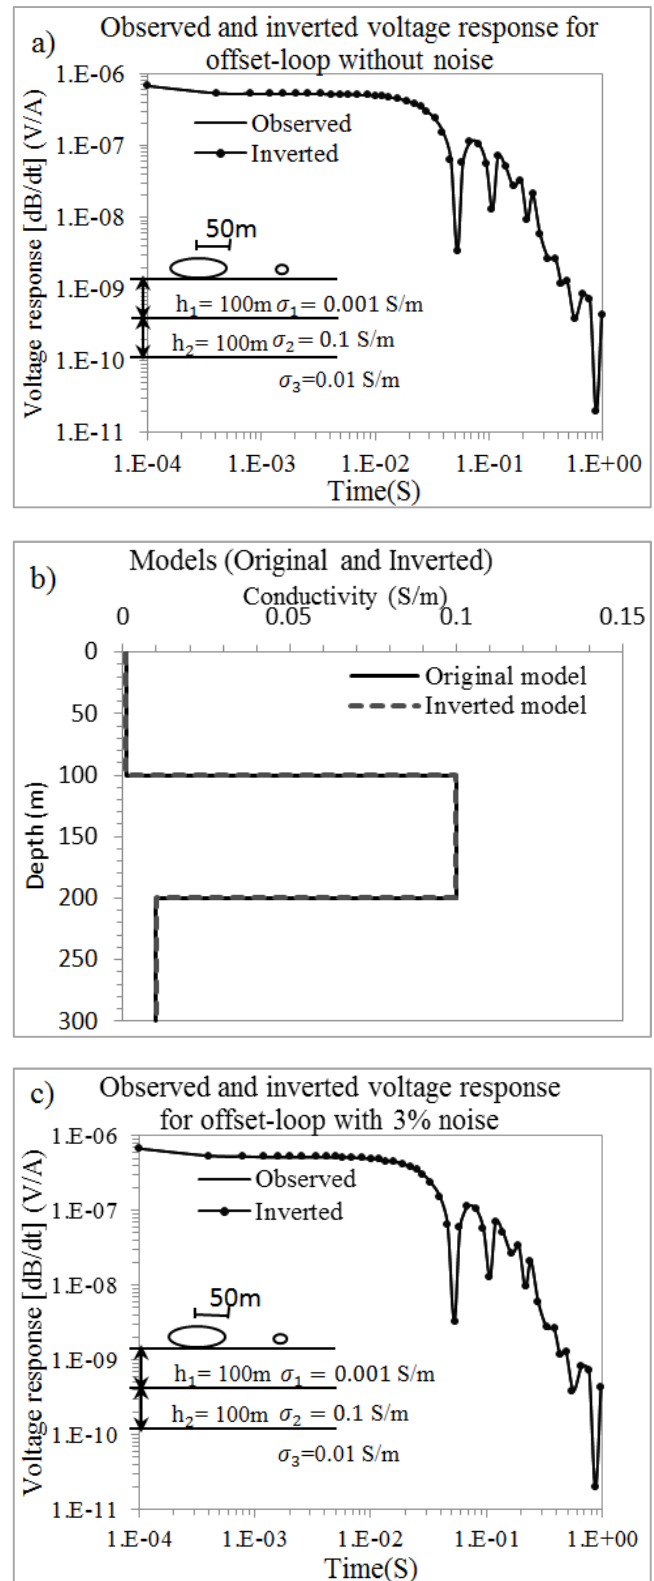 a)
Observed and inverted voltage response for
offset-loop without noise
Voltage response [dB/dt] (V/A)
1.E-06
1.E-07
1.E-08
1.E-09
1.E-10
1.E-11
Observed
Inverted
50m
h₁= 100m σ₁ = 0.001 S/m
h₂= 100m σ₂ = 0.1 S/m
σ₃=0.01 S/m
1.E-04 1.E-03 1.E-02 1.E-01 1.E+00
Time(S)
b)
Models (Original and Inverted)
Conductivity (S/m)
0 0.05 0.1 0.15
Depth (m)
0
50
100
150
200
250
300
Original model
Inverted model
c)
Observed and inverted voltage response
for offset-loop with 3% noise
Voltage response [dB/dt] (V/A)
1.E-06
1.E-07
1.E-08
1.E-09
1.E-10
1.E-11
Observed
Inverted
50m
h₁= 100m σ₁ = 0.001 S/m
h₂= 100m σ₂ = 0.1 S/m
σ₃=0.01 S/m
1.E-04 1.E-03 1.E-02 1.E-01 1.E+00
Time(S)